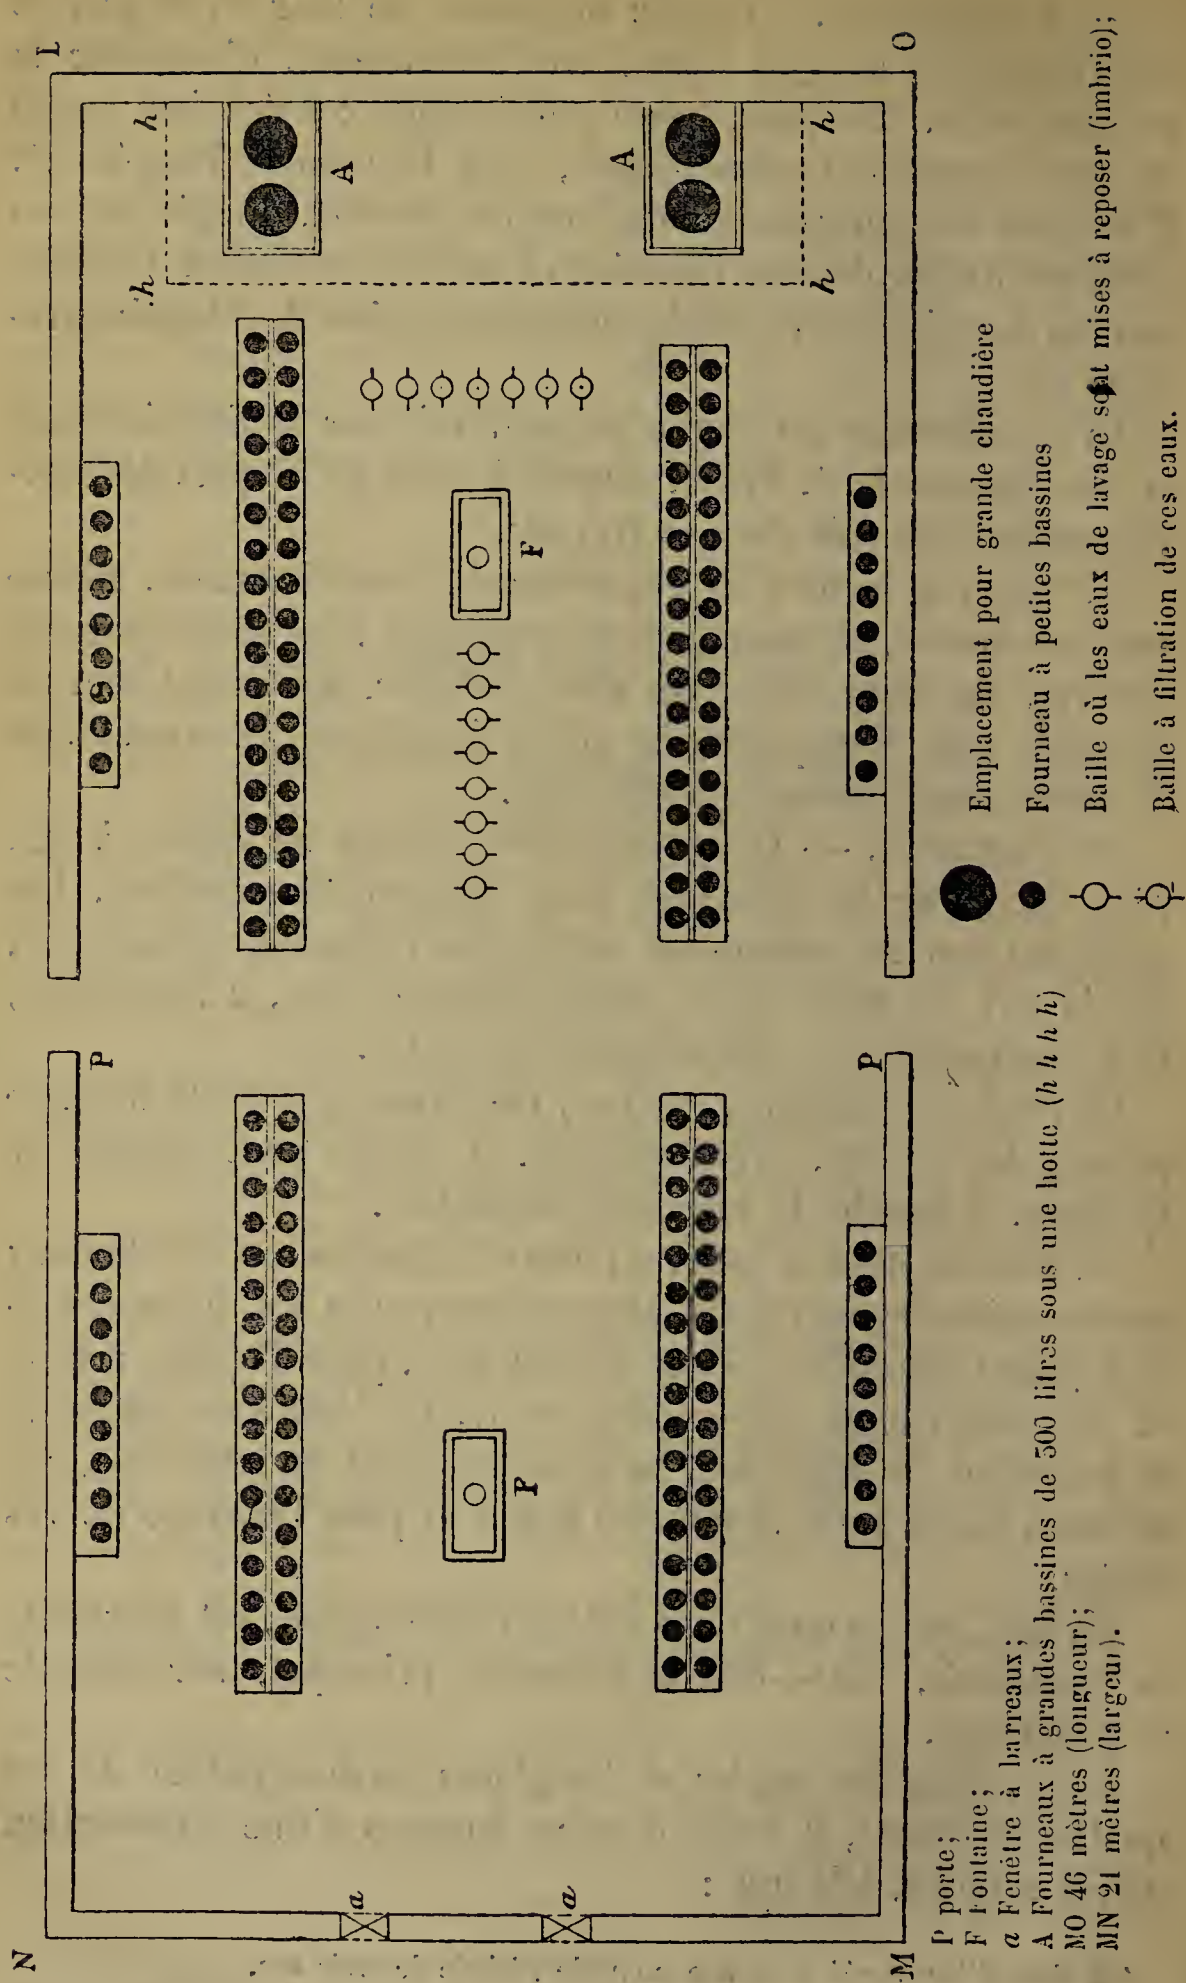 N
L
P
h
h
A
a
F
F
a
A
h
h
P
M
O
P porte;
F Fontaine;
a Fenêtre à barreaux;
A Fourneaux à grandes bassines de 500 litres sous une hotte (h h h)
MO 46 mètres (longueur);
MN 21 mètres (largeur).
Emplacement pour grande chaudière
Fourneau à petites bassines
Baille où les eaux de lavage sont mises à reposer (imbrio);
Baille à filtration de ces eaux.